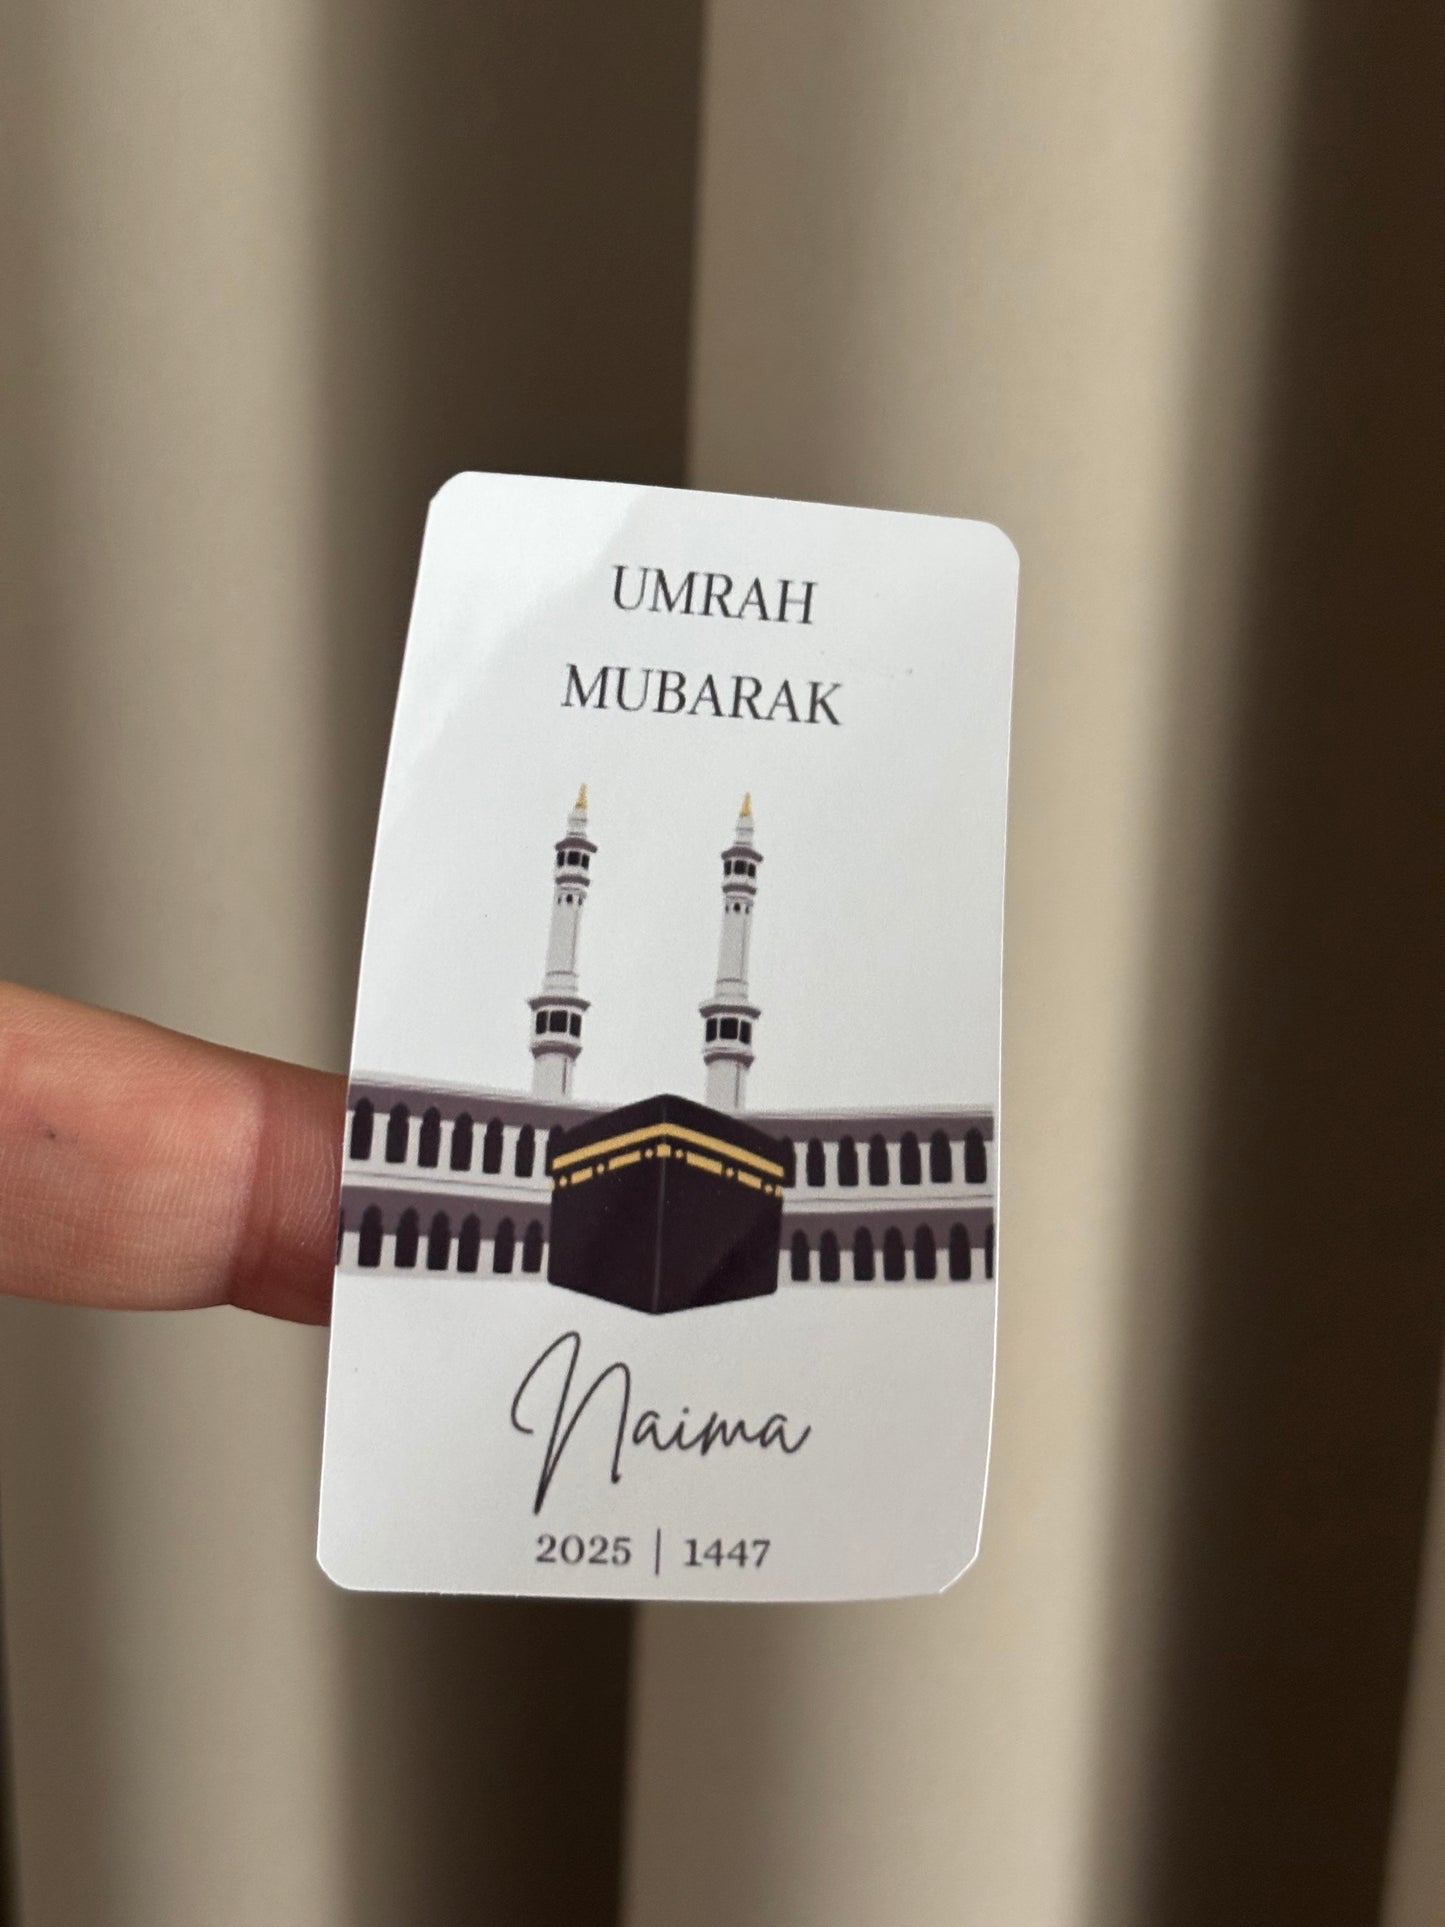 UMRAH
MUBARAK
Naima
2025 | 1447